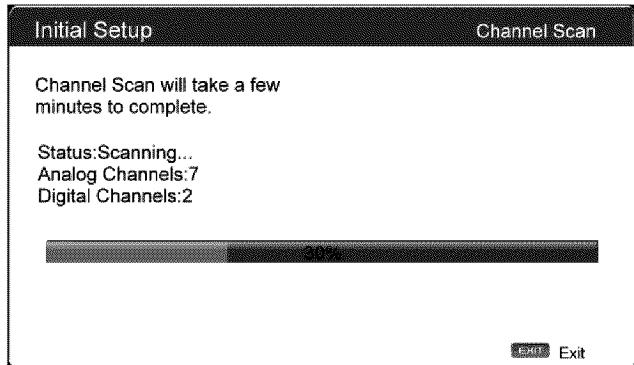 Initial Setup Channel Scan
Channel Scan will take a few
minutes to complete.
Status:Scanning...
Analog Channels:7
Digital Channels:2
30%
EXIT Exit